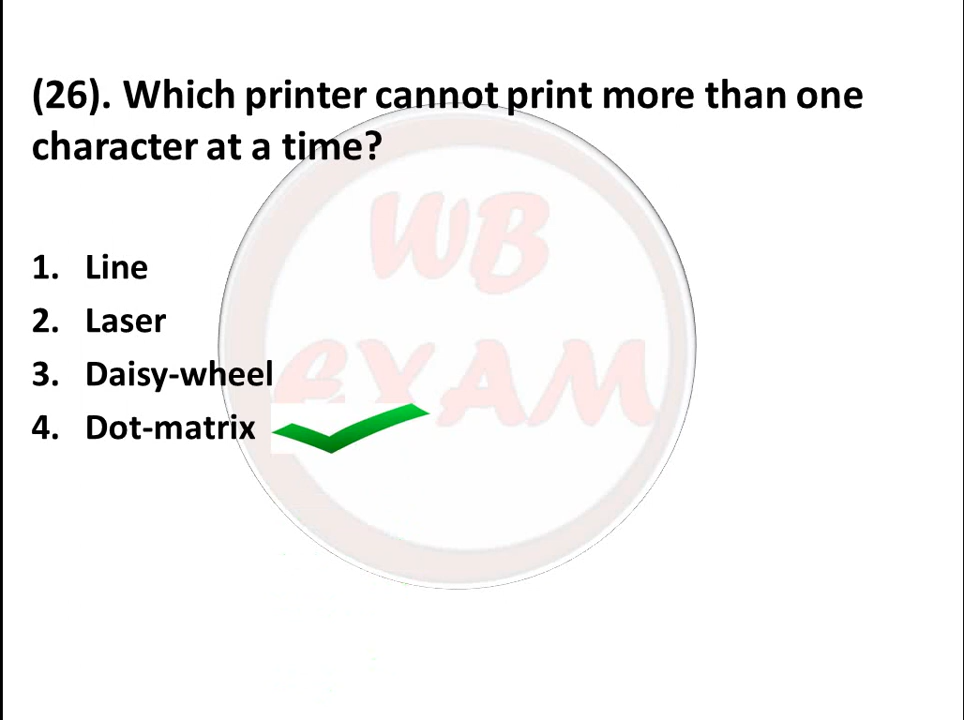 (26). Which printer cannot print more than one
character at a time?
WB
EXAM
1. Line
2. Laser
3. Daisy-wheel
4. Dot-matrix